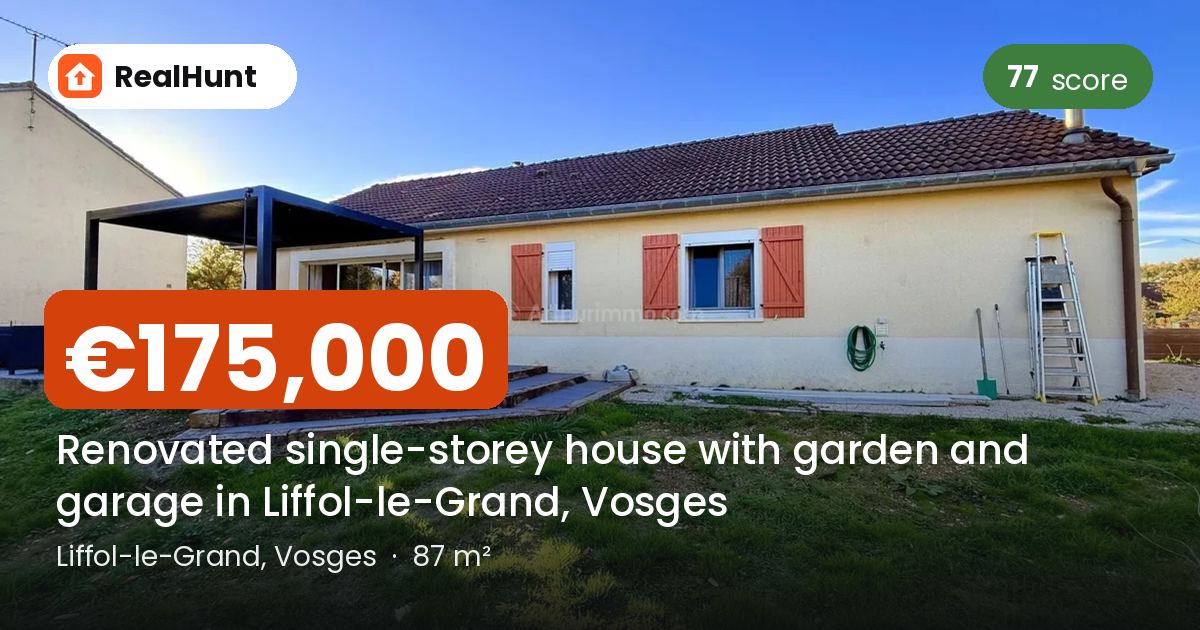 RealHunt
77 score
€175,000
Renovated single-storey house with garden and
garage in Liffol-le-Grand, Vosges
Liffol-le-Grand, Vosges · 87 m²